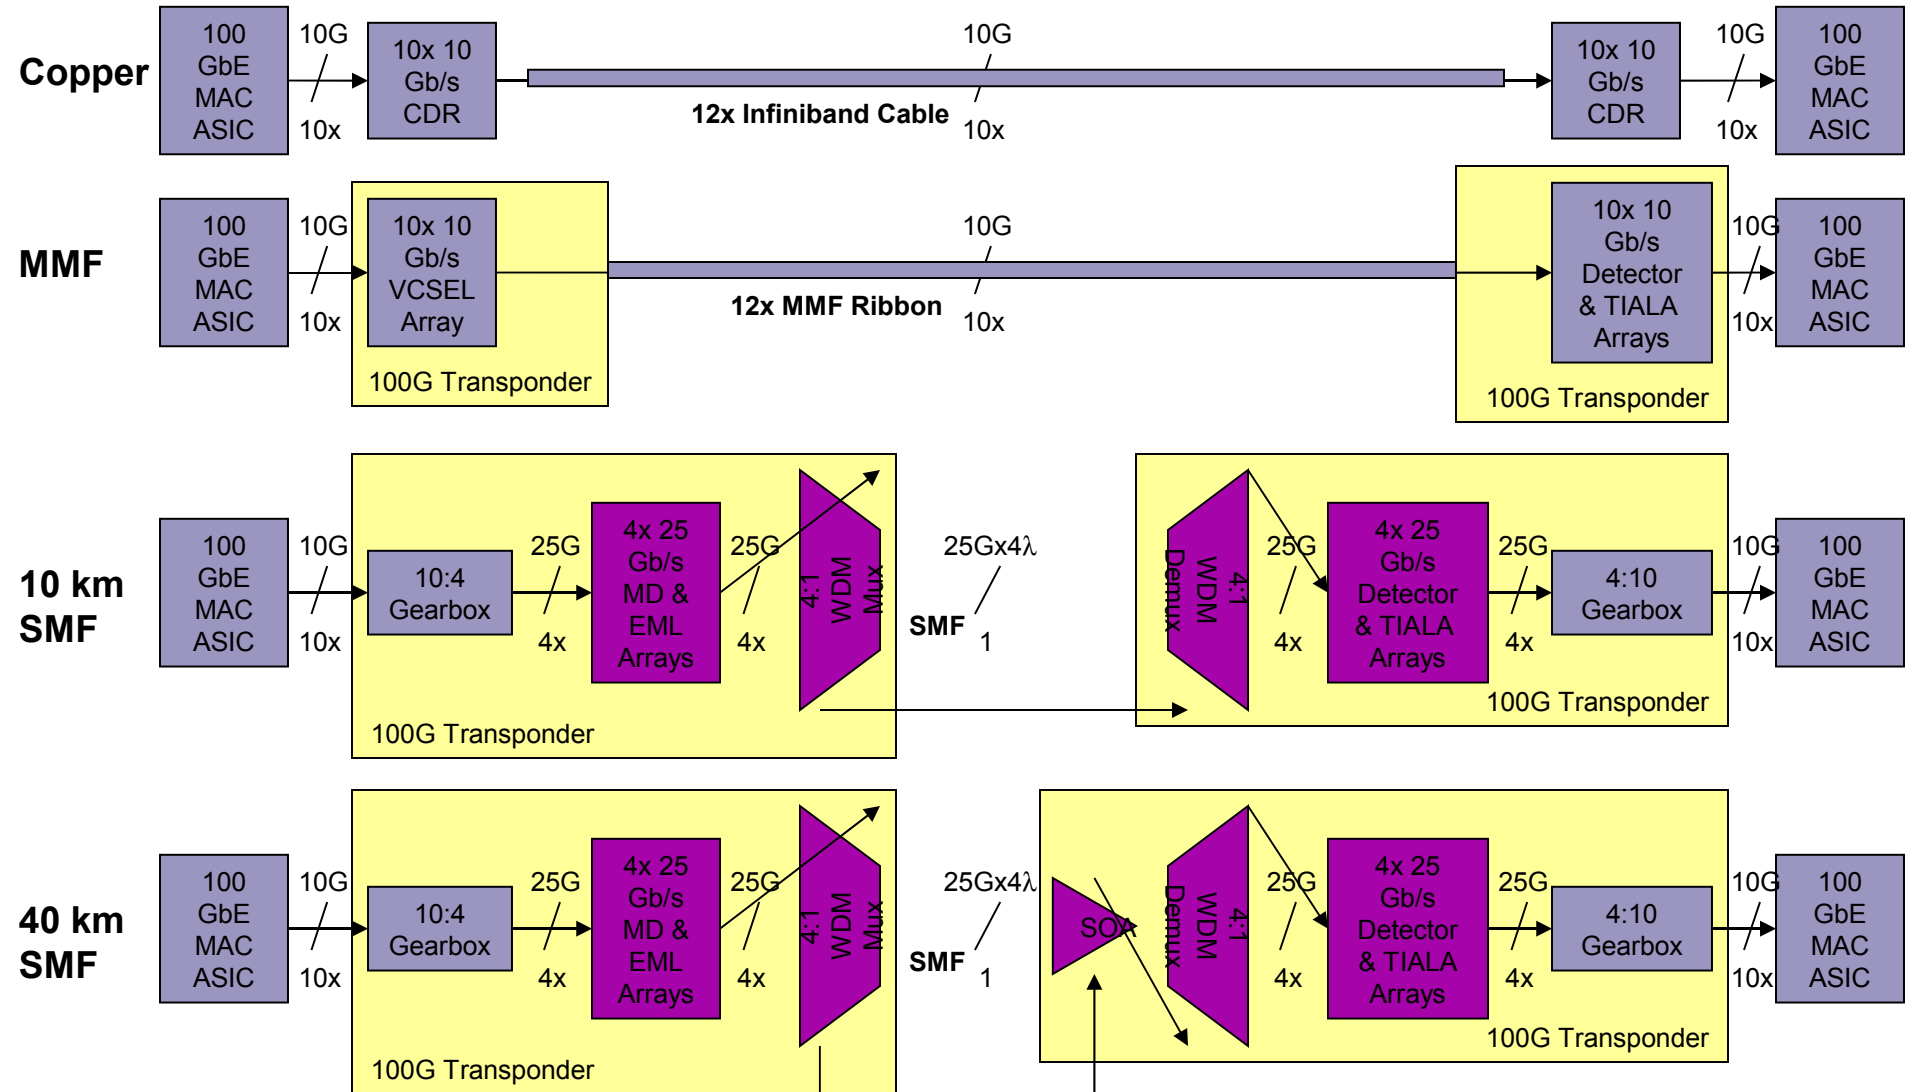 Copper
100
GbE
MAC
ASIC
10G
10x
10x 10
Gb/s
CDR
10G
12x Infiniband Cable
10x
10x 10
Gb/s
CDR
10G
10x
100
GbE
MAC
ASIC
MMF
100
GbE
MAC
ASIC
10G
10x
10x 10
Gb/s
VCSEL
Array
100G Transponder
10G
12x MMF Ribbon
10x
10x 10
Gb/s
Detector
& TIALA
Arrays
100G Transponder
10G
10x
100
GbE
MAC
ASIC
10 km
SMF
100
GbE
MAC
ASIC
10G
10x
10:4
Gearbox
25G
4x
4x 25
Gb/s
MD &
EML
Arrays
25G
4x
4:1
WDM
Mux
100G Transponder
25Gx4λ
SMF
1
4:1
WDM
Demux
25G
4x
4x 25
Gb/s
Detector
& TIALA
Arrays
25G
4x
4:10
Gearbox
100G Transponder
10G
10x
100
GbE
MAC
ASIC
40 km
SMF
100
GbE
MAC
ASIC
10G
10x
10:4
Gearbox
25G
4x
4x 25
Gb/s
MD &
EML
Arrays
25G
4x
4:1
WDM
Mux
100G Transponder
25Gx4λ
SMF
1
SOA
4:1
WDM
Demux
25G
4x
4x 25
Gb/s
Detector
& TIALA
Arrays
25G
4x
4:10
Gearbox
100G Transponder
10G
10x
100
GbE
MAC
ASIC